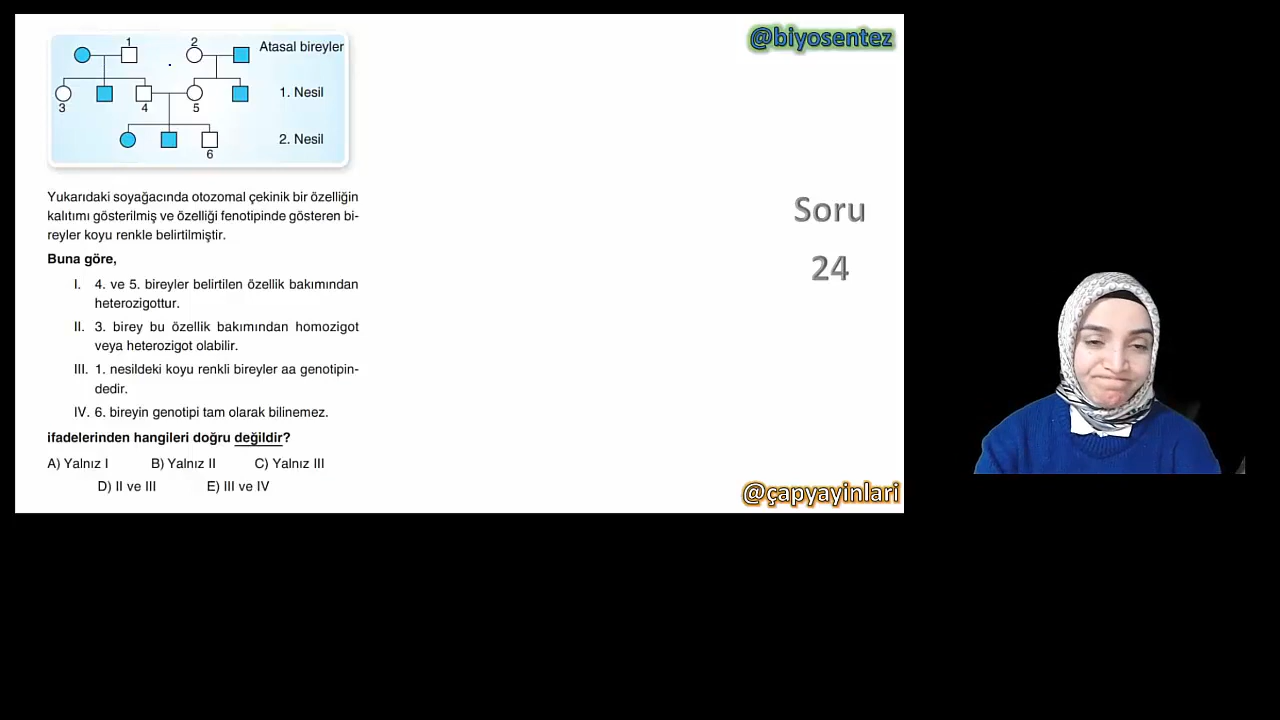 @biyosentez
1
2
Atasal bireyler
3
4
5
1. Nesil
2. Nesil
6
Yukarıdaki soyağacında otozomal çekinik bir özelliğin
kalıtımı gösterilmiş ve özelliği fenotipinde gösteren bi-
reyler koyu renkle belirtilmiştir.
Buna göre,
I. 4. ve 5. bireyler belirtilen özellik bakımından
heterozigottur.
II. 3. birey bu özellik bakımından homozigot
veya heterozigot olabilir.
III. 1. nesildeki koyu renkli bireyler aa genotipin-
dedir.
IV. 6. bireyin genotipi tam olarak bilinemez.
ifadelerinden hangileri doğru değildir?
A) Yalnız I B) Yalnız II C) Yalnız III
D) II ve III E) III ve IV
Soru
24
@çapyayinlari